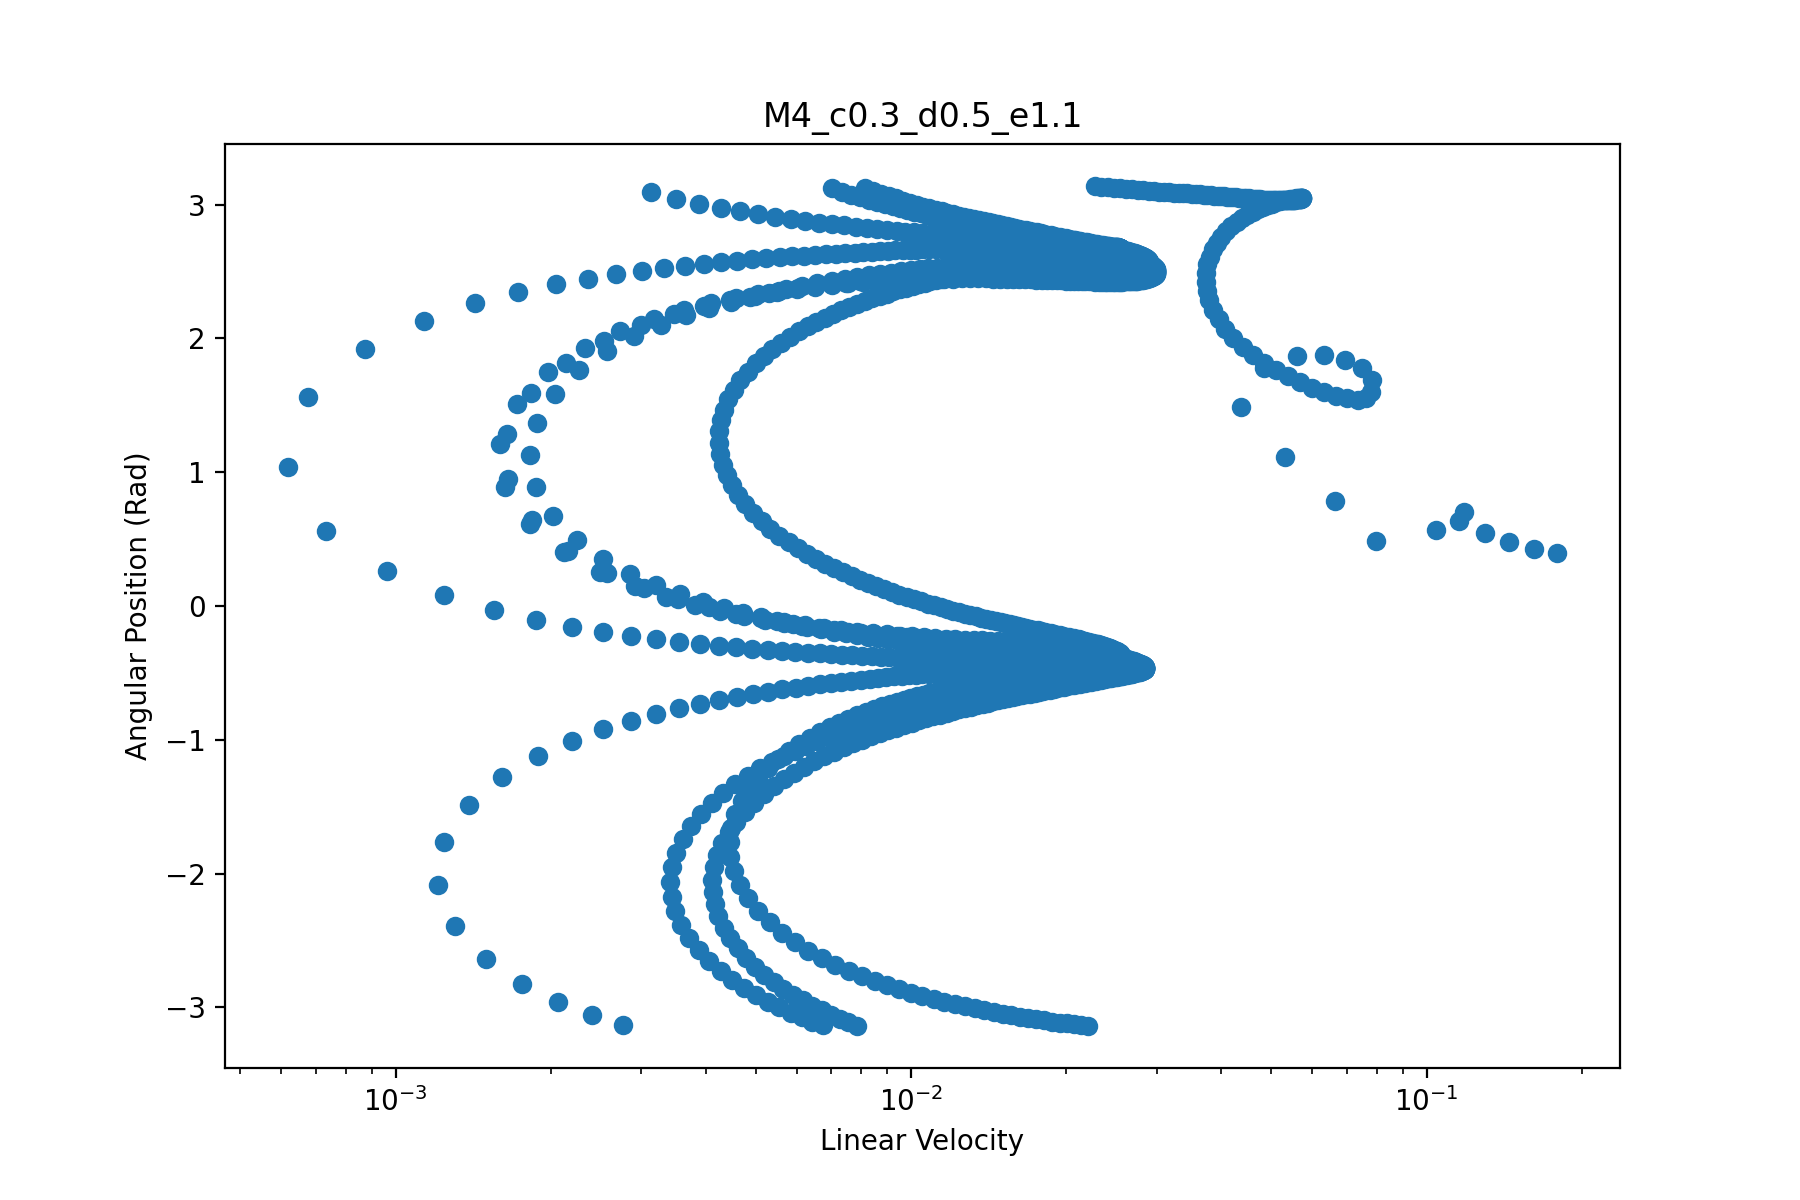 M4_c0.3_d0.5_e1.1
3
2
1
0
−1
−2
−3
Angular Position (Rad)
10⁻³ 10⁻² 10⁻¹
Linear Velocity